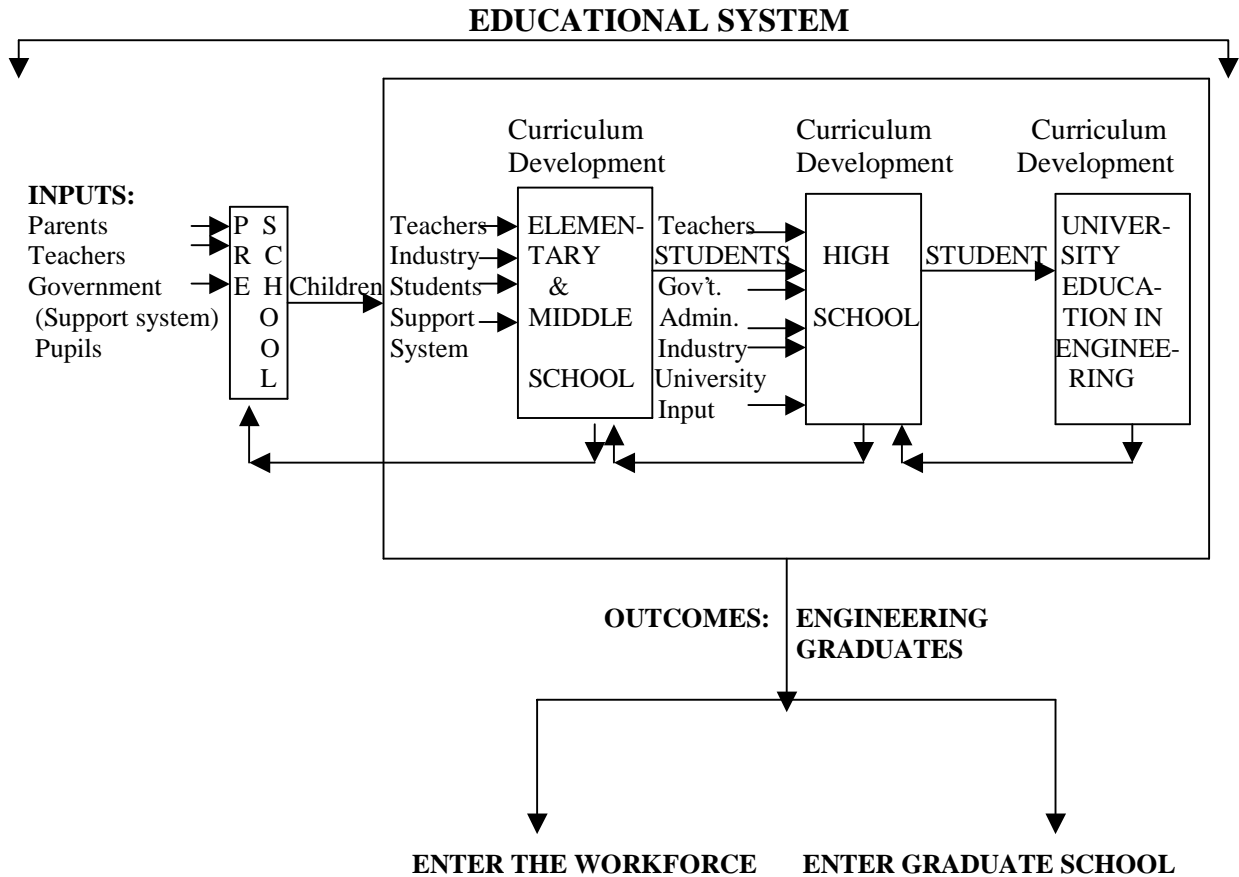 EDUCATIONAL SYSTEM
Curriculum
Development
Curriculum
Development
Curriculum
Development
INPUTS:
Parents
Teachers
Government
(Support system)
Pupils
PRE
SCHOOL
Children
Teachers
Industry
Students
Support
System
ELEMEN-
TARY
&
MIDDLE
SCHOOL
Teachers
STUDENTS
Gov't.
Admin.
Industry
University
Input
HIGH
SCHOOL
STUDENT
UNIVER-
SITY
EDUCA-
TION IN
ENGINEE-
RING
OUTCOMES:
ENGINEERING
GRADUATES
ENTER THE WORKFORCE
ENTER GRADUATE SCHOOL